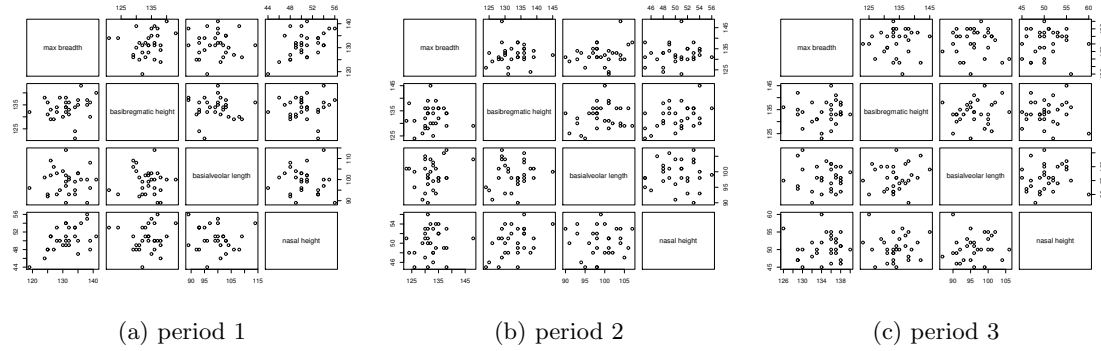 125 135
44 48 52 56
max breadth
120 130 140
125 135
basibregmatic height
basialveolar length
90 100 110
44 48 52 56
nasal height
120 130 140
90 95 105 115
(a) period 1
125 135 145
46 48 50 52 54 56
max breadth
125 135 145
125 135 145
basibregmatic height
basialveolar length
46 50 54
nasal height
125 135 145
90 95 100 105
(b) period 2
125 135 145
45 50 55 60
max breadth
125 135 145
basibregmatic height
basialveolar length
45 50 55 60
nasal height
126 130 134 138
90 95 100 105
(c) period 3